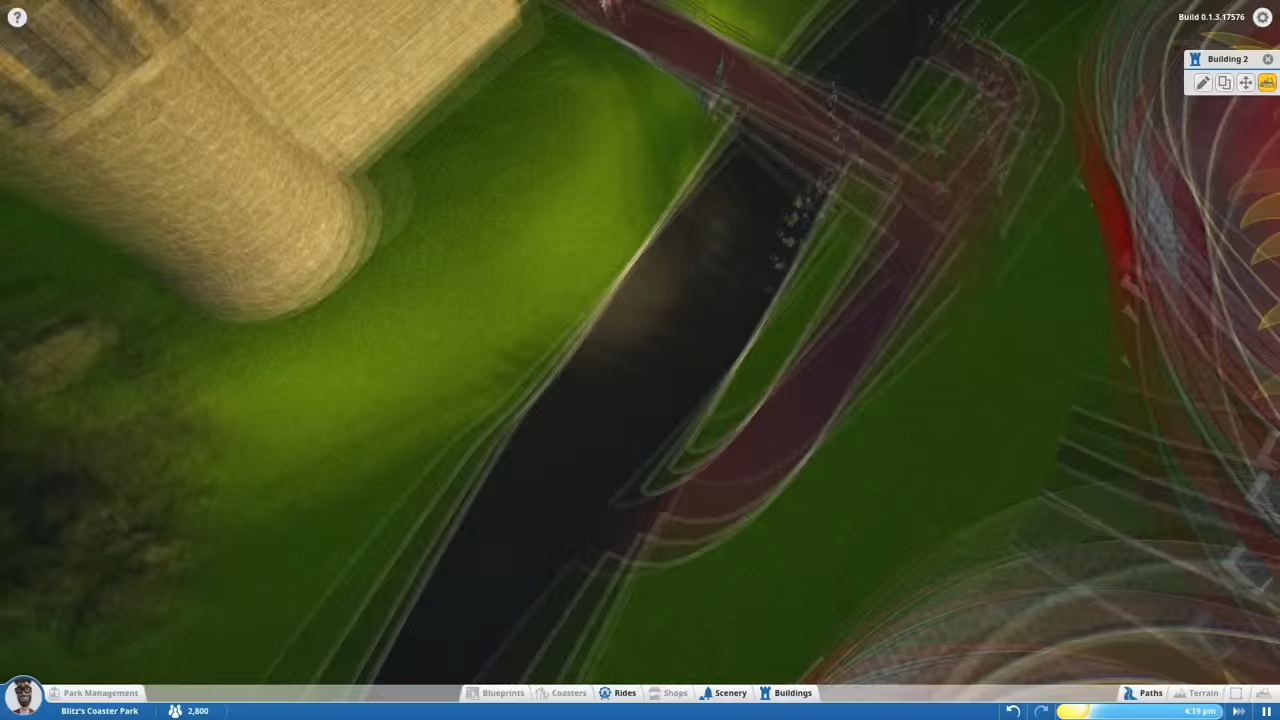 ?
Build 0.1.3.17576
Building 2
Park Management
Blueprints
Coasters
Rides
Shops
Scenery
Buildings
Paths
Terrain
Blitz's Coaster Park
2,800
4:19 pm